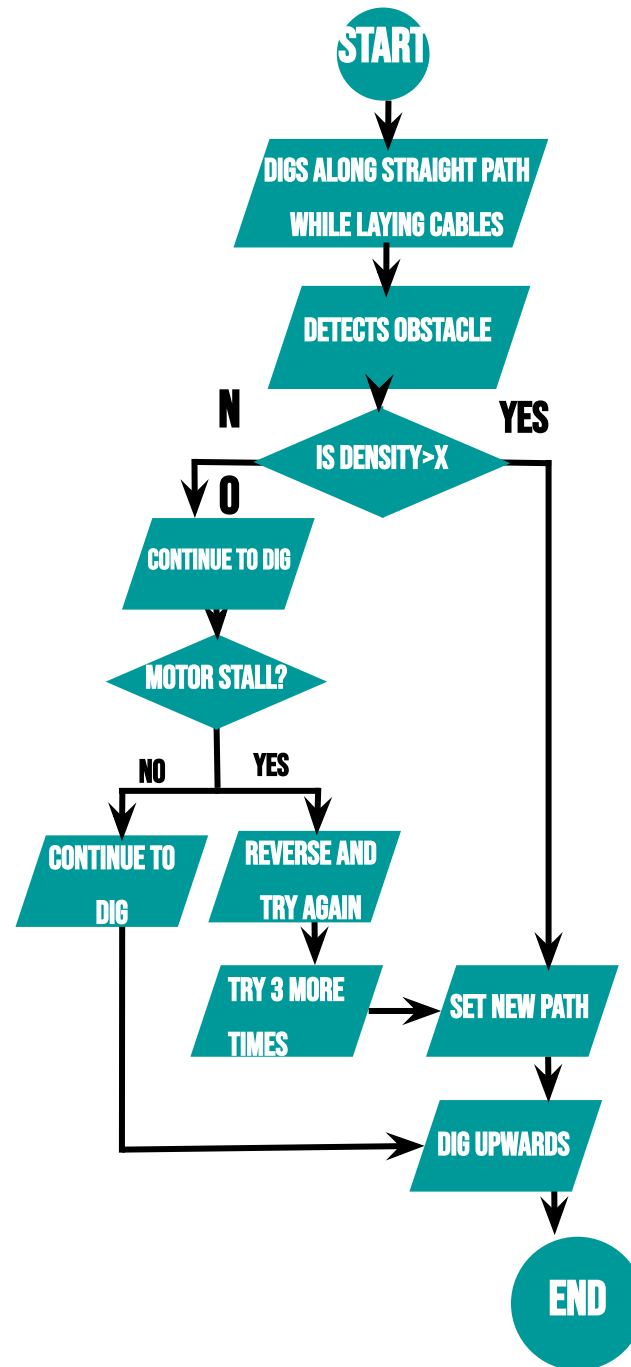 START
DIGS ALONG STRAIGHT PATH
WHILE LAYING CABLES
DETECTS OBSTACLE
N
O
YES
IS DENSITY>X
CONTINUE TO DIG
MOTOR STALL?
NO
YES
CONTINUE TO
DIG
REVERSE AND
TRY AGAIN
TRY 3 MORE
TIMES
SET NEW PATH
DIG UPWARDS
END